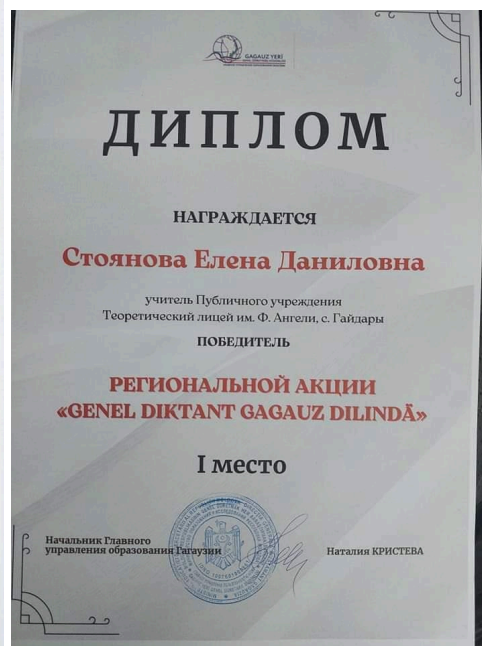 GAGAUZ YERI
ДИПЛОМ
НАГРАЖДАЕТСЯ
Стоянова Елена Даниловна
учитель Публичного учреждения
Теоретический лицей им. Ф. Ангели, с. Гайдары
ПОБЕДИТЕЛЬ
РЕГИОНАЛЬНОЙ АКЦИИ
«GENEL DIKTANT GAGAUZ DILINDÄ»
I место
Начальник Главного
управления образования Гагаузии
Наталия КРИСТЕВА